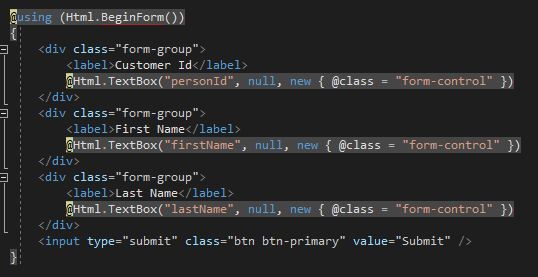 @using (Html.BeginForm())
{
    <div class="form-group">
        <label>Customer Id</label>
        @Html.TextBox("personId", null, new { @class = "form-control" })
    </div>
    <div class="form-group">
        <label>First Name</label>
        @Html.TextBox("firstName", null, new { @class = "form-control" })
    </div>
    <div class="form-group">
        <label>Last Name</label>
        @Html.TextBox("lastName", null, new { @class = "form-control" })
    </div>
    <input type="submit" class="btn btn-primary" value="Submit" />
}